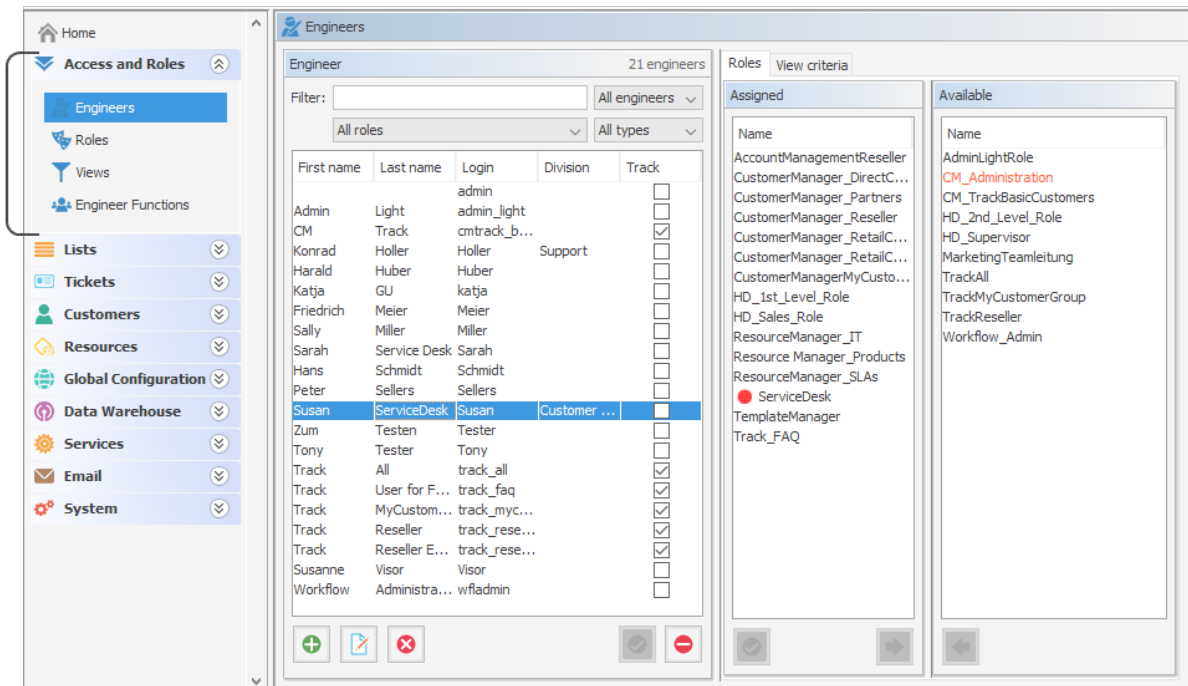 Home
Access and Roles
Engineers
Roles
Views
Engineer Functions
Lists
Tickets
Customers
Resources
Global Configuration
Data Warehouse
Services
Email
System
Engineers
Engineer 21 engineers
Filter: All engineers
All roles All types
First name Last name Login Division Track
admin
Admin Light admin_light
CM Track cmtrack_b...
Konrad Holler Holler Support
Harald Huber Huber
Katja GU katja
Friedrich Meier Meier
Sally Miller Miller
Sarah Service Desk Sarah
Hans Schmidt Schmidt
Peter Sellers Sellers
Susan ServiceDesk Susan Customer ...
Zum Testen Tester
Tony Tester Tony
Track All track_all
Track User for F... track_faq
Track MyCustom... track_myc...
Track Reseller track_rese...
Track Reseller E... track_rese...
Susanne Visor Visor
Workflow Administra... wfladmin
Roles View criteria
Assigned
Name
AccountManagementReseller
CustomerManager_DirectC...
CustomerManager_Partners
CustomerManager_Reseller
CustomerManager_RetailC...
CustomerManager_RetailC...
CustomerManagerMyCusto...
HD_1st_Level_Role
HD_Sales_Role
ResourceManager_IT
Resource Manager_Products
ResourceManager_SLAs
ServiceDesk
TemplateManager
Track_FAQ
Available
Name
AdminLightRole
CM_Administration
CM_TrackBasicCustomers
HD_2nd_Level_Role
HD_Supervisor
MarketingTeamleitung
TrackAll
TrackMyCustomerGroup
TrackReseller
Workflow_Admin